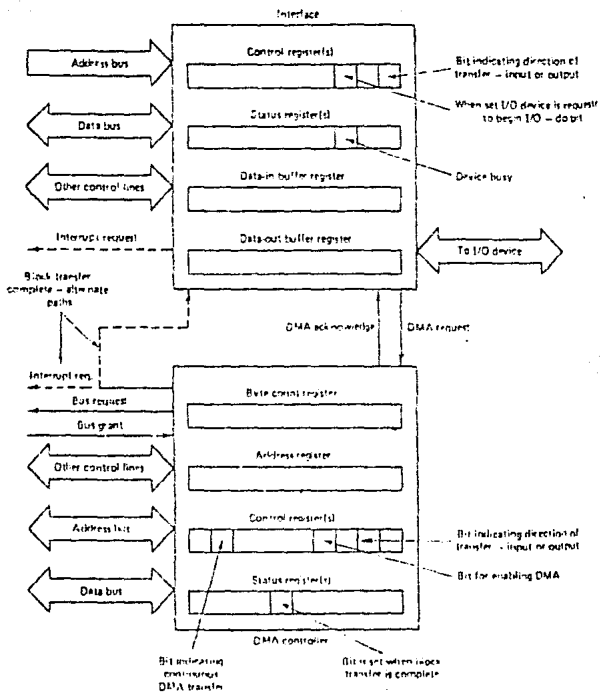 Interface
Control register(s)
Address bus
Bit indicating direction of
transfer – input or output
When set I/O device is request
to begin I/O – do bit
Status register(s)
Data bus
Device busy
Data-in buffer register
Other control lines
Interrupt request
Data-out buffer register
To I/O device
Block transfer
complete – alternate
paths
DMA acknowledge
DMA request
Interrupt req.
Byte count register
Bus request
Bus grant
Address register
Other control lines
Control register(s)
Address bus
Bit indicating direction of
transfer – input or output
Bit for enabling DMA
Status register(s)
Data bus
DMA controller
Bit indicating
continuous
DMA transfer
Bit is set when block
transfer is complete